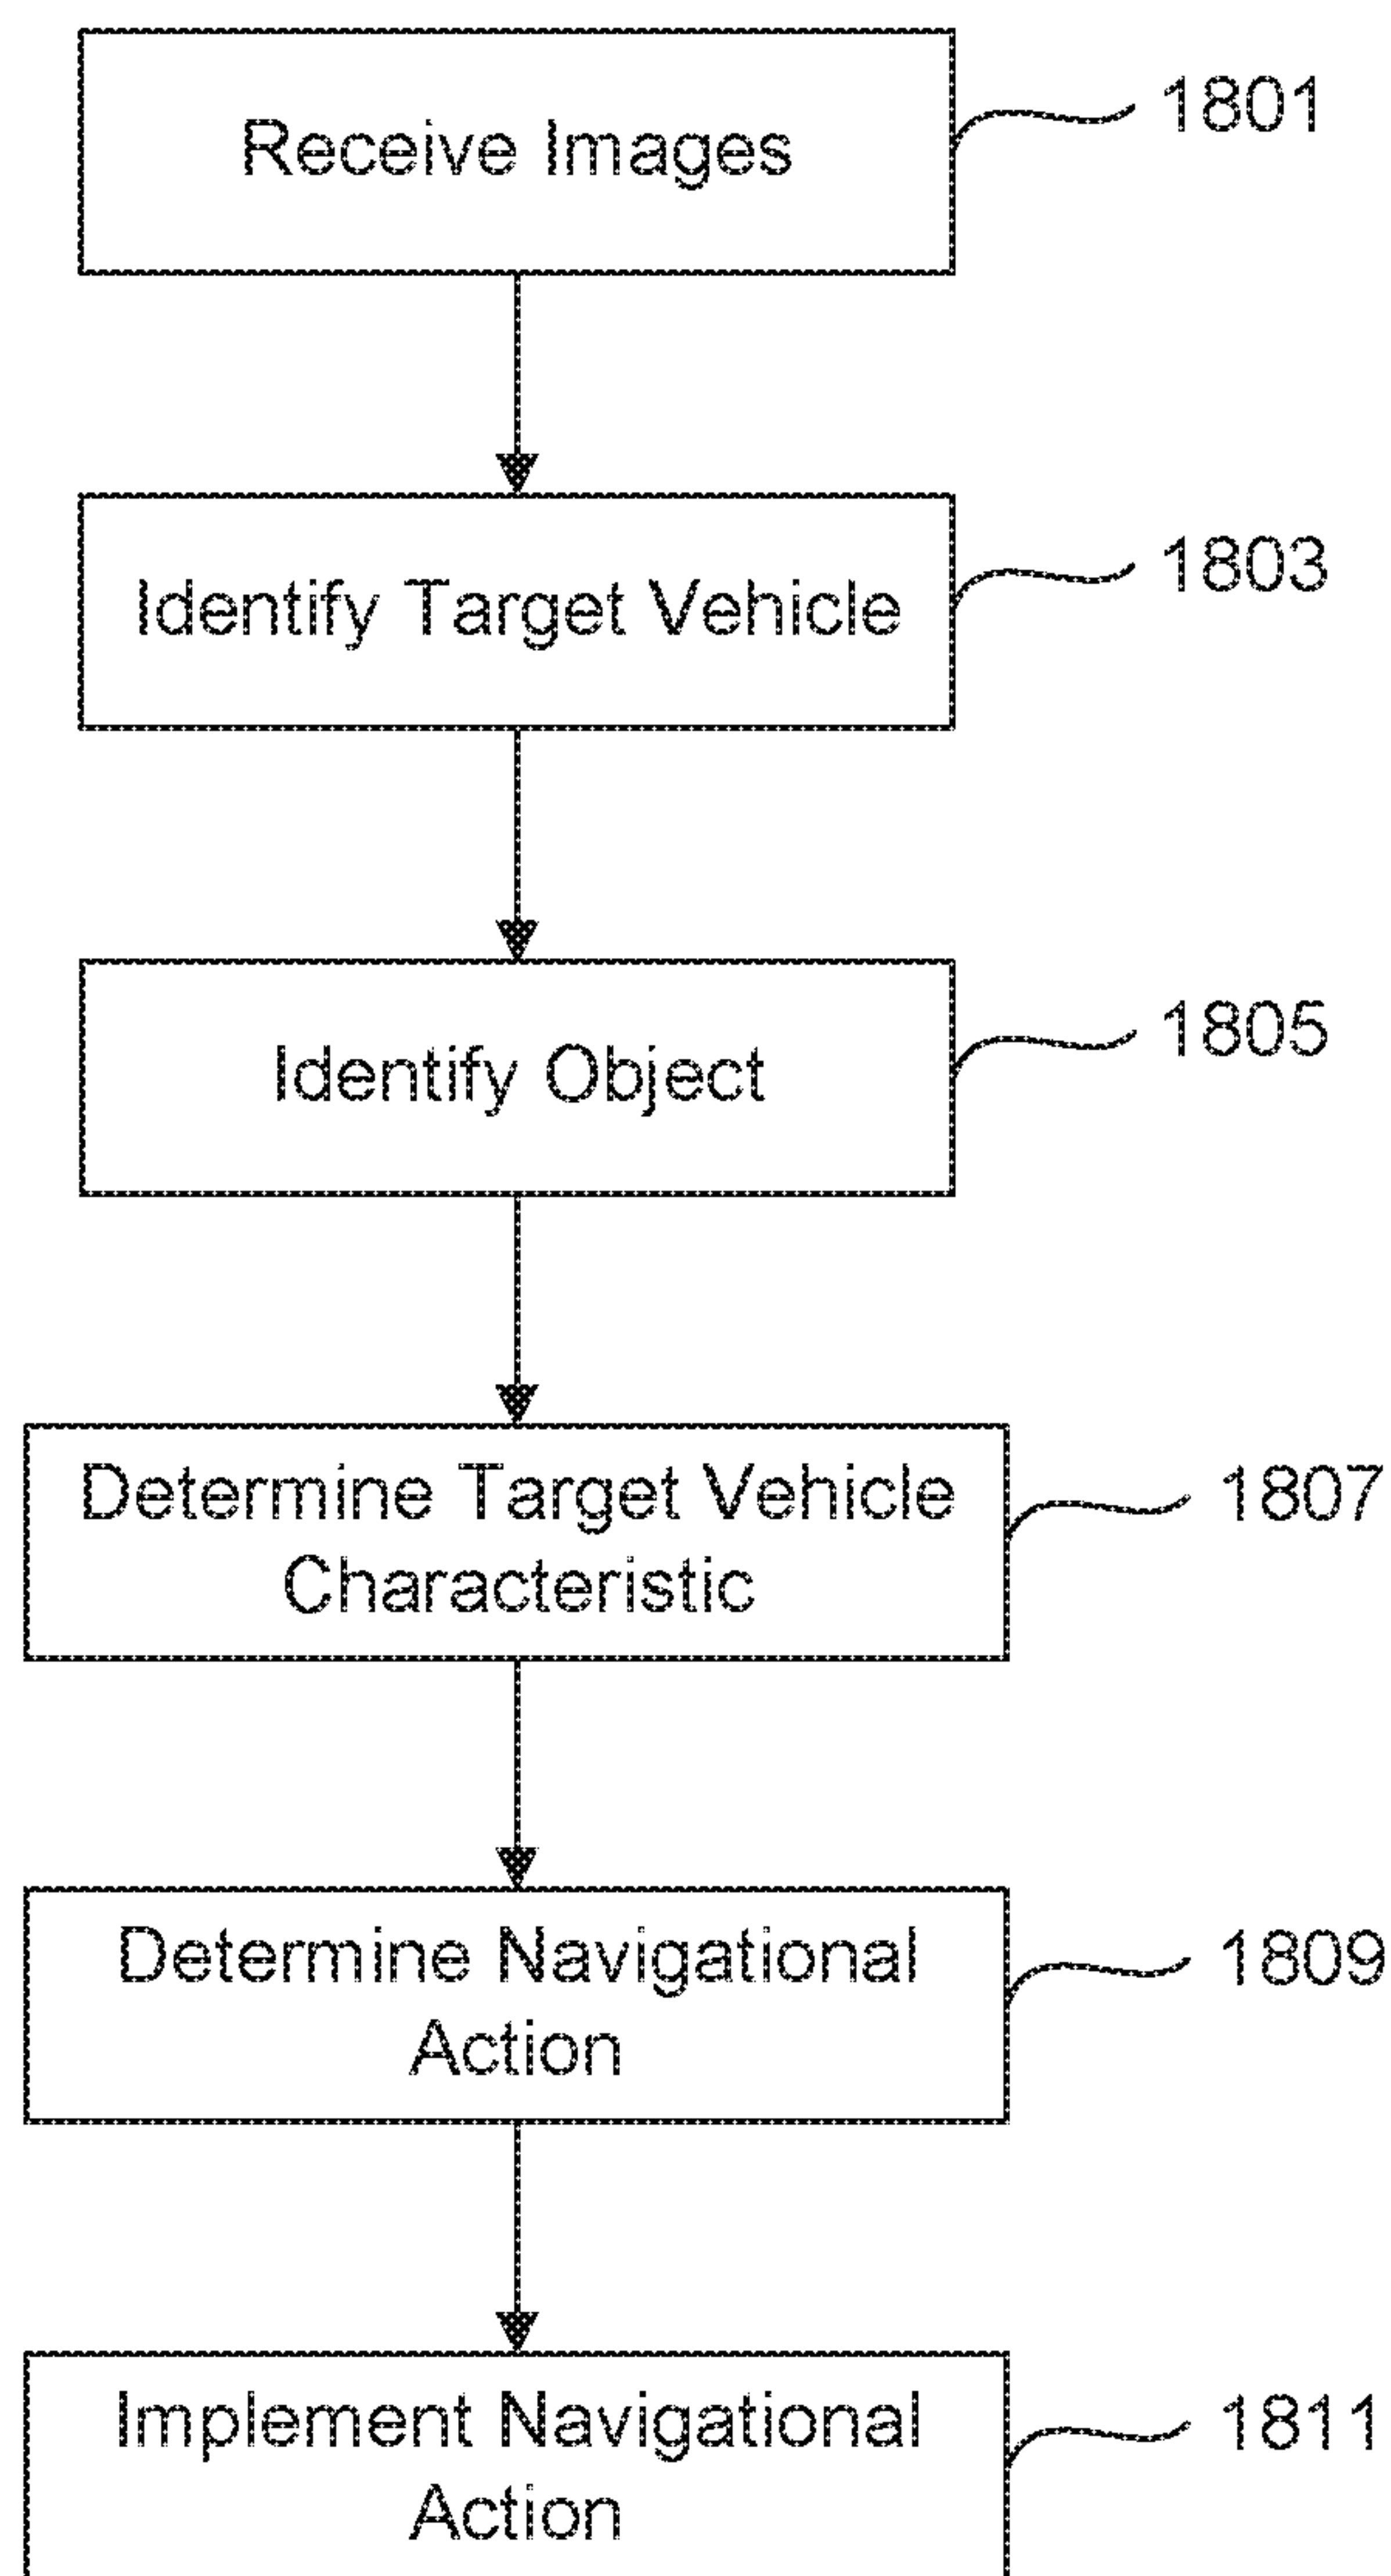 Receive Images
1801
Identify Target Vehicle
1803
Identify Object
1805
Determine Target Vehicle
Characteristic
1807
Determine Navigational
Action
1809
Implement Navigational
Action
1811